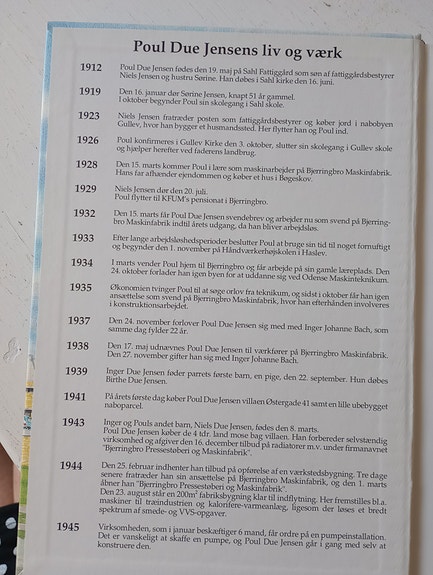 Poul Due Jensens liv og værk
1912 Poul Due Jensen fødes den 19. maj på Sahl Fattiggård som søn af fattiggårdsbestyrer
Niels Jensen og hustru Sørine. Han døbes i Sahl kirke den 16. juni.
1919 Den 16. januar dør Sørine Jensen, knapt 51 år gammel.
I oktober begynder Poul sin skolegang i Sahl skole.
1923 Niels Jensen fratræder posten som fattiggårdsbestyrer og køber jord i nabobyen
Gullev, hvor han bygger et husmandssted. Her flytter han og Poul ind.
1926 Poul konfirmeres i Gullev Kirke den 3. oktober, slutter sin skolegang i Gullev skole
og hjælper herefter ved faderens landbrug.
1928 Den 15. marts kommer Poul i lære som maskinarbejder på Bjerringbro Maskinfabrik.
Hans far afhænder ejendommen og køber et hus i Bøgeskov.
1929 Niels Jensen dør den 20. juli.
Poul flytter til KFUM's pensionat i Bjerringbro.
1932 Den 15. marts får Poul Due Jensen svendebrev og arbejder nu som svend på Bjerring-
bro Maskinfabrik indtil årets udgang, da han bliver arbejdsløs.
1933 Efter lange arbejdsløshedsperioder beslutter Poul at bruge sin tid til noget fornuftigt
og begynder den 1. november på Håndværkerhøjskolen i Haslev.
1934 I marts vender Poul hjem til Bjerringbro og får arbejde på sin gamle læreplads. Den
24. oktober forlader han igen byen for at uddanne sig ved Odense Maskinteknikum.
1935 Økonomien tvinger Poul til at søge orlov fra teknikum, og sidst i oktober får han igen
ansættelse som svend på Bjerringbro Maskinfabrik, hvor han efterhånden involveres
i konstruktionsarbejdet.
1937 Den 24. november forlover Poul Due Jensen sig med med Inger Johanne Bach, som
samme dag fylder 22 år.
1938 Den 17. maj udnævnes Poul Due Jensen til værkfører på Bjerringbro Maskinfabrik.
Den 27. november gifter han sig med Inger Johanne Bach.
1939 Inger Due Jensen føder parrets første barn, en pige, den 22. september. Hun døbes
Birthe Due Jensen.
1941 På årets første dag køber Poul Due Jensen villaen Østergade 41 samt en lille ubebygget
naboparcel.
1943 Inger og Pouls andet barn, Niels Due Jensen, fødes den 8. marts.
Poul Due Jensen køber de 4 tdr. land mose bag villaen. Han forbereder selvstændig
virksomhed og afgiver den 16. december tilbud på radiatorer m.v. under firmanavnet
"Bjerringbro Pressestøberi og Maskinfabrik".
1944 Den 25. februar indhenter han tilbud på opførelse af en værkstedsbygning. Tre dage
senere fratræder han sin ansættelse på Bjerringbro Maskinfabrik, og den 1. marts
åbner han "Bjerringbro Pressestøberi og Maskinfabrik".
Den 23. august står en 200m² fabriksbygning klar til indflytning. Her fremstilles bl.a.
maskiner til træindustrien og kalorifere-varmeanlæg, ligesom der løses et bredt
spektrum af smede- og VVS-opgaver.
1945 Virksomheden, som i januar beskæftiger 6 mand, får ordre på en pumpeinstallation.
Det er vanskeligt at skaffe en pumpe, og Poul Due Jensen går i gang med selv at
konstruere den.